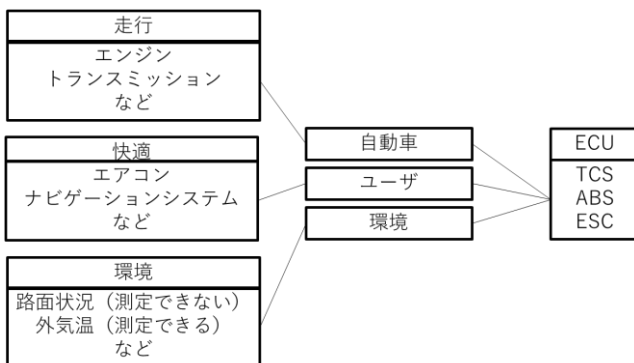 走行
エンジン
トランスミッション
など
快適
エアコン
ナビゲーションシステム
など
環境
路面状況（測定できない）
外気温（測定できる）
など
自動車
ユーザ
環境
ECU
TCS
ABS
ESC